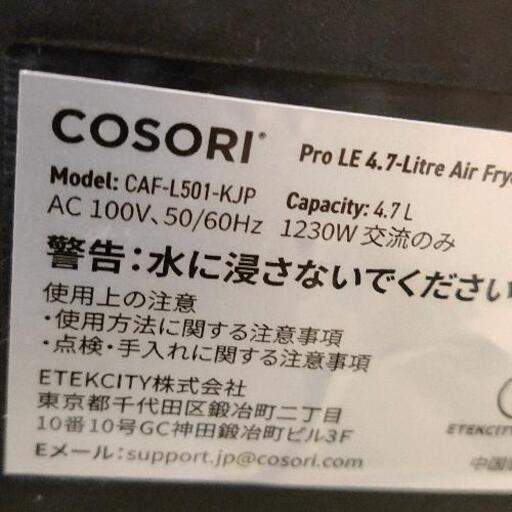 COSORI®
Pro LE 4.7-Litre Air
Model: CAF-L501-KJP
Capacity: 4.7 L
AC 100V、50/60Hz
1230W 交流のみ
警告：水に浸さないでください
使用上の注意
・使用方法に関する注意事項
・点検・手入れに関する注意事項
ETEKCITY株式会社
東京都千代田区鍛冶町二丁目
10番10号GC神田鍛冶町ビル3F
Eメール：support.jp@cosori.com
ETEKCITY
中国